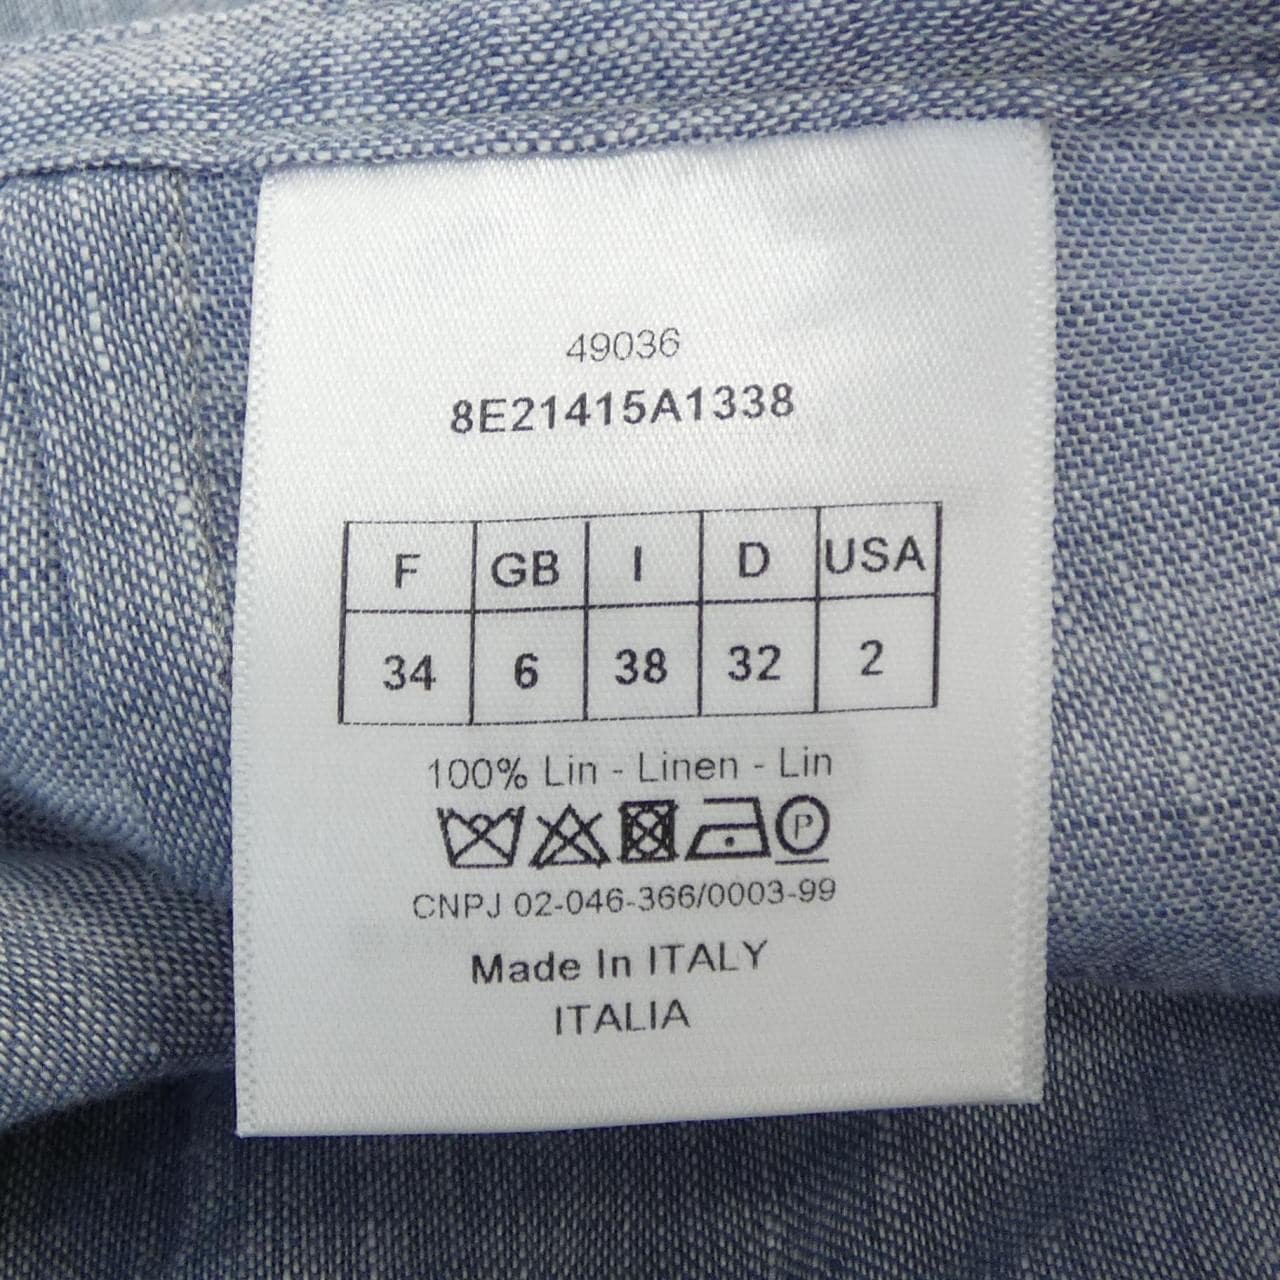 49036
8E21415A1338
F GB I D USA
34 6 38 32 2
100% Lin - Linen - Lin
P
CNPJ 02-046-366/0003-99
Made In ITALY
ITALIA